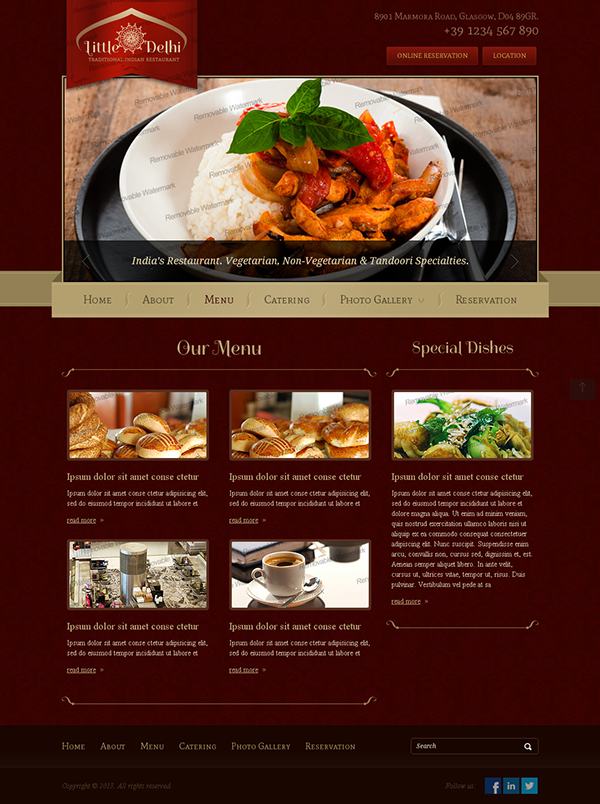 Little Delhi
TRADITIONAL INDIAN RESTAURANT
8901 Marmora Road, Glasgow, D04 89GR.
+39 1234 567 890
ONLINE RESERVATION
LOCATION
Removable Watermark
Removable Watermark
Removable Watermark
Removable Watermark
Removable Watermark
Removable Watermark
India's Restaurant. Vegetarian, Non-Vegetarian & Tandoori Specialties.
Home About Menu Catering Photo Gallery Reservation
Our Menu
Ipsum dolor sit amet conse ctetur
Ipsum dolor sit amet conse ctetur adipisicing elit,
sed do eiusmod tempor incididunt ut labore et
read more »
Ipsum dolor sit amet conse ctetur
Ipsum dolor sit amet conse ctetur adipisicing elit,
sed do eiusmod tempor incididunt ut labore et
read more »
Ipsum dolor sit amet conse ctetur
Ipsum dolor sit amet conse ctetur adipisicing elit,
sed do eiusmod tempor incididunt ut labore et
read more »
Ipsum dolor sit amet conse ctetur
Ipsum dolor sit amet conse ctetur adipisicing elit,
sed do eiusmod tempor incididunt ut labore et
read more »
Special Dishes
Ipsum dolor sit amet conse ctetur
Ipsum dolor sit amet conse ctetur adipisicing
elit, sed do eiusmod tempor incididunt ut labore et
dolore magna aliqua. Ut enim ad minim veniam,
quis nostrud exercitation ullamco laboris nisi ut
aliquip ex ea commodo consequat consectetuer
adipiscing elit. Nunc suscipit. Suspendisse enim
arcu, convallis non, cursus sed, dignissim et, est.
Aenean semper aliquet libero. In ante velit,
cursus ut, ultrices vitae, tempor ut, risus. Duis
pulvinar. Vestibulum vel pede at sa
read more »
Home About Menu Catering Photo Gallery Reservation
Search
Copyright © 2013. All rights reserved
Follow us:
f
in